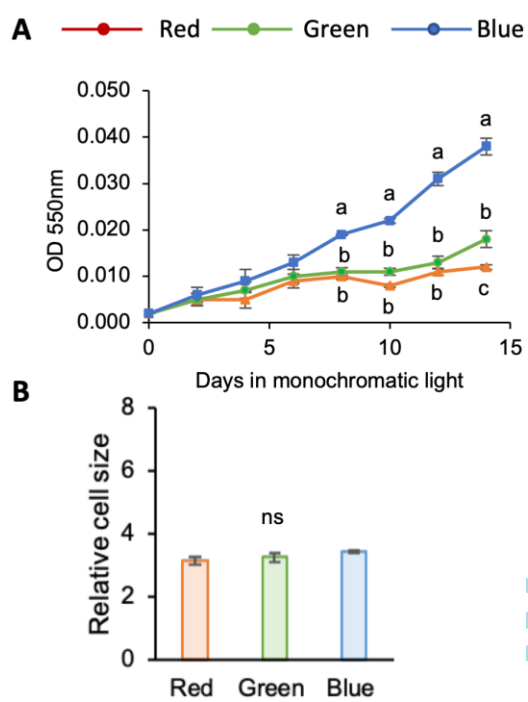 A Red Green Blue
0.050
0.040
0.030
0.020
0.010
0.000
OD 550nm
a a a a
b b b b
b b b c
0 5 10 15
Days in monochromatic light
B
8
6
4
2
0
Relative cell size
ns
Red Green Blue